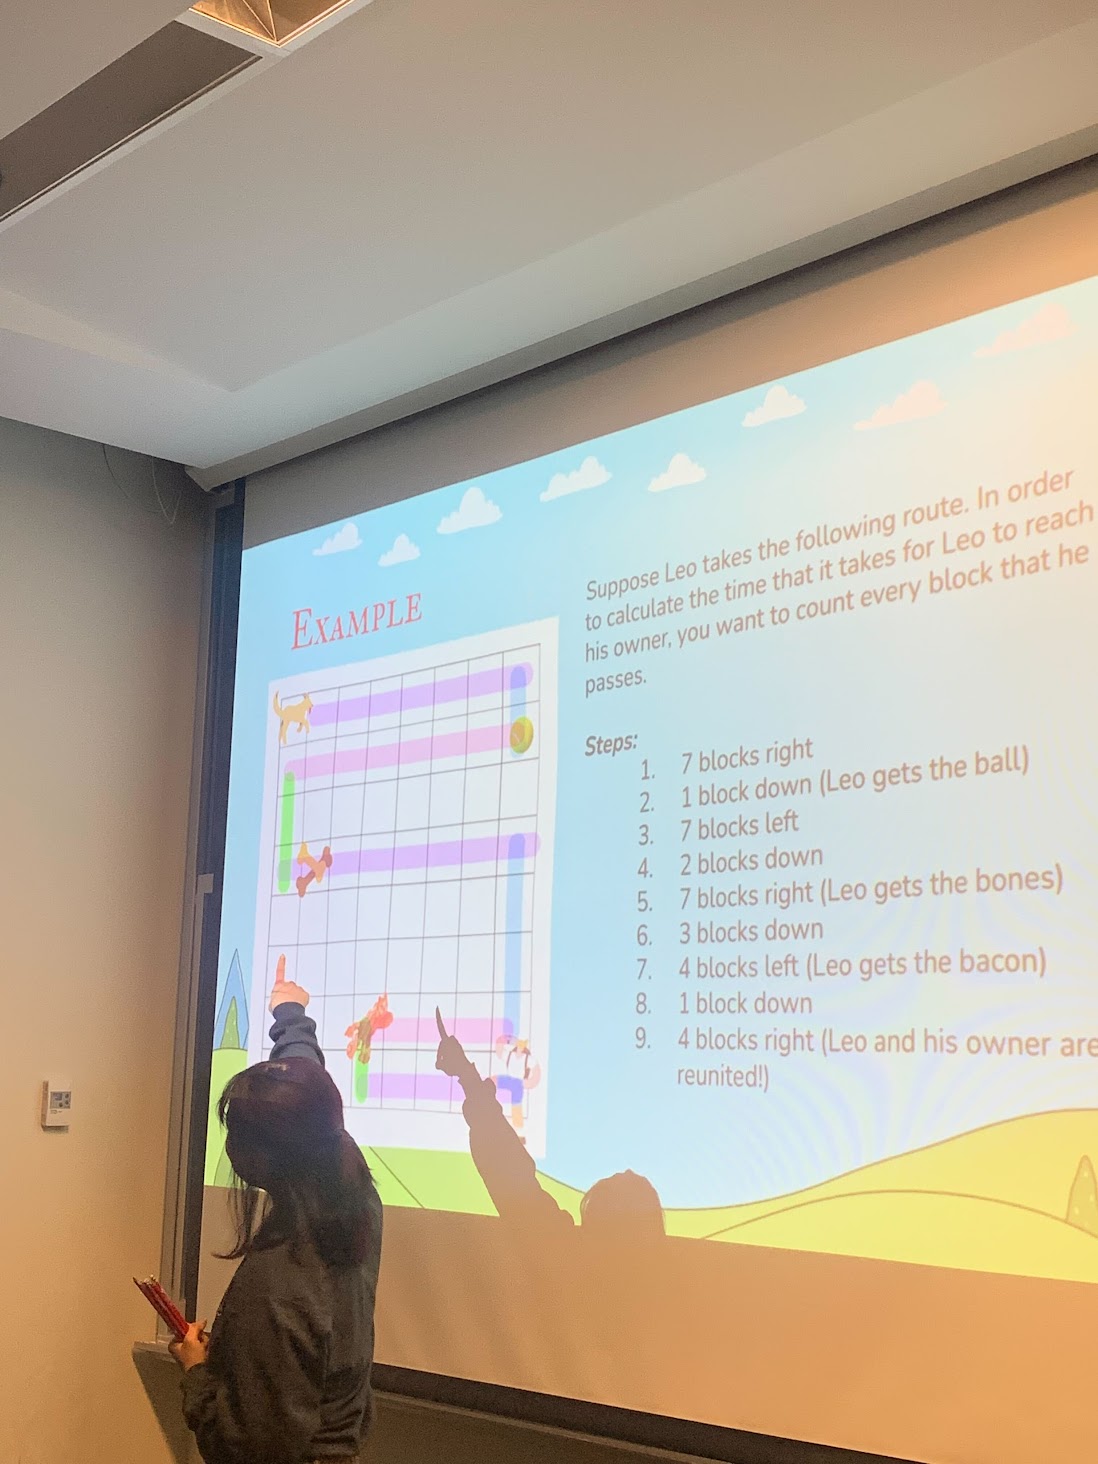 EXAMPLE
Suppose Leo takes the following route. In order
to calculate the time that it takes for Leo to reach
his owner, you want to count every block that he
passes.
Steps:
1. 7 blocks right
2. 1 block down (Leo gets the ball)
3. 7 blocks left
4. 2 blocks down
5. 7 blocks right (Leo gets the bones)
6. 3 blocks down
7. 4 blocks left (Leo gets the bacon)
8. 1 block down
9. 4 blocks right (Leo and his owner are
reunited!)